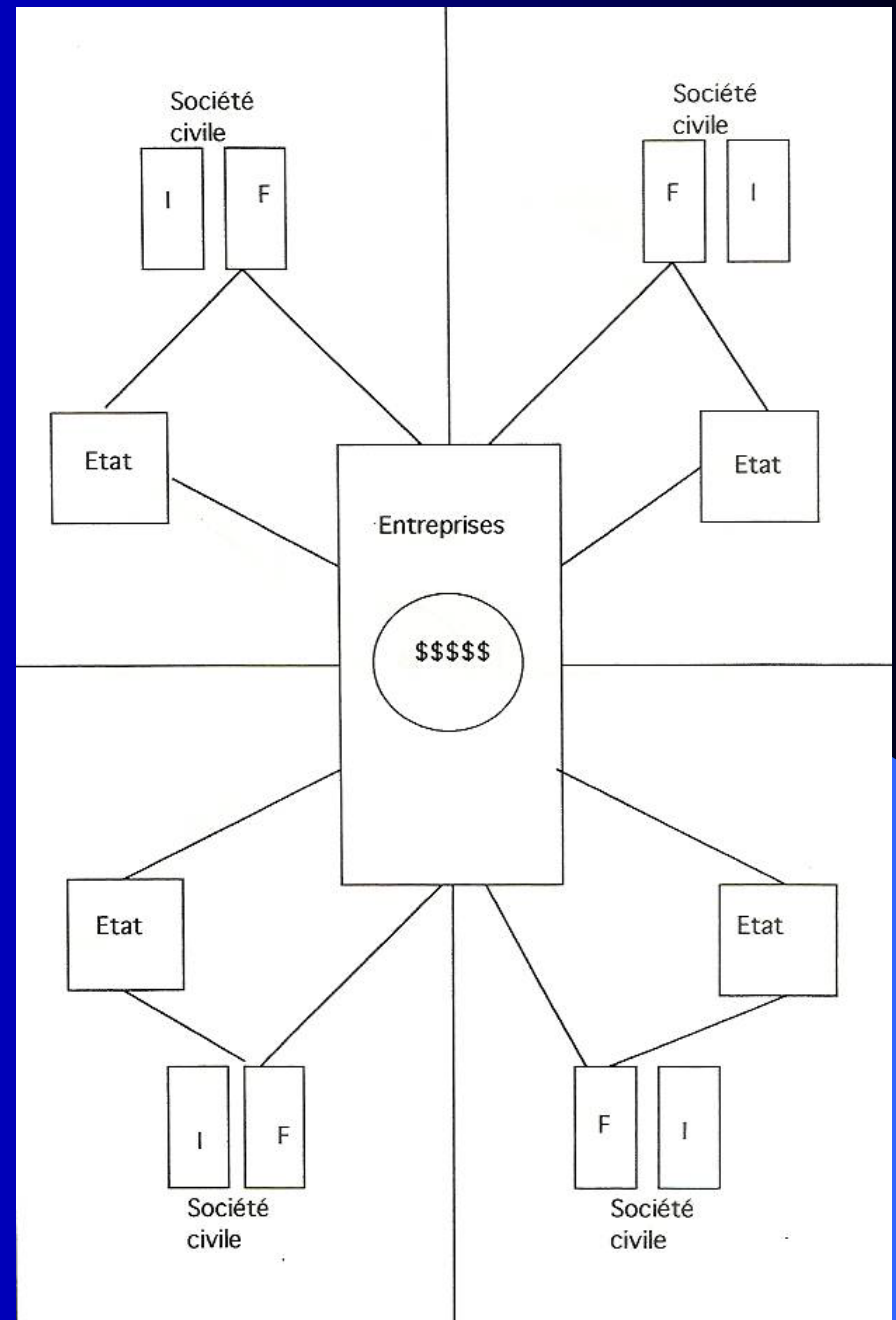 Société
civile
I
F
Société
civile
F
I
Etat
Etat
Entreprises
$$$$$
Etat
Etat
I
F
F
I
Société
civile
Société
civile